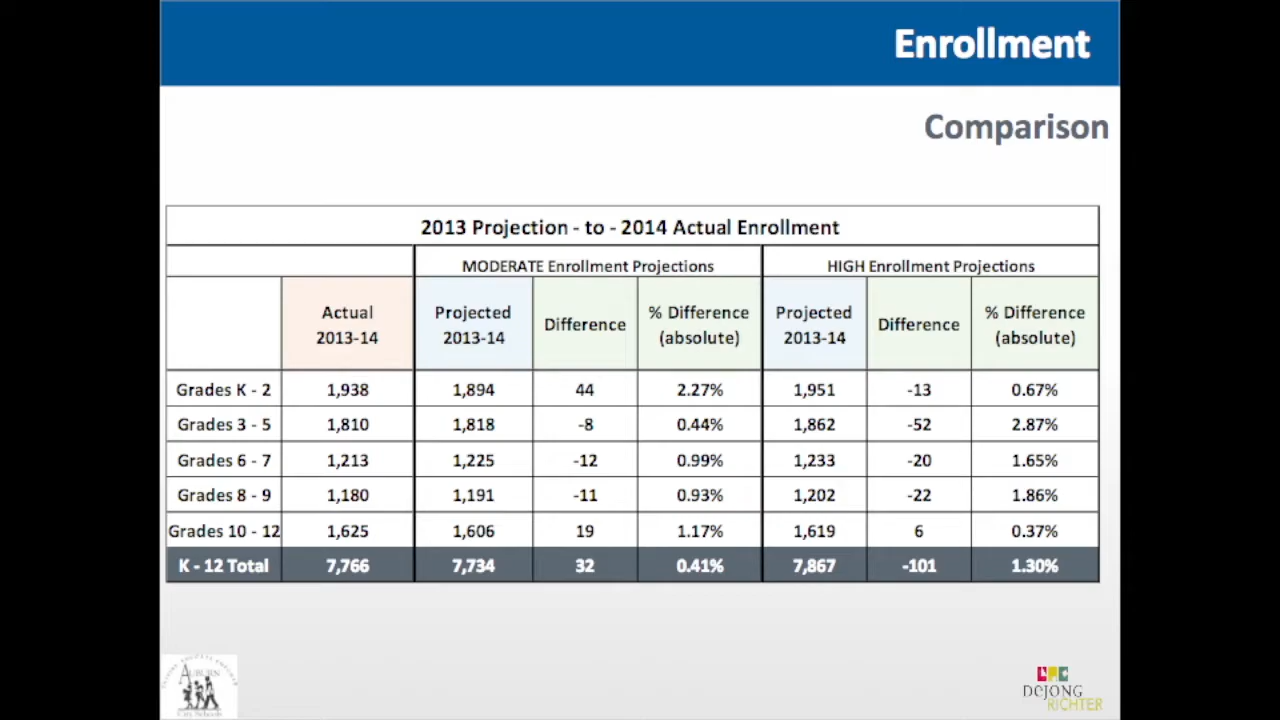 Enrollment
Comparison
2013 Projection - to - 2014 Actual Enrollment
MODERATE Enrollment Projections HIGH Enrollment Projections
Actual 2013-14 Projected 2013-14 Difference % Difference (absolute) Projected 2013-14 Difference % Difference (absolute)
Grades K - 2 1,938 1,894 44 2.27% 1,951 -13 0.67%
Grades 3 - 5 1,810 1,818 -8 0.44% 1,862 -52 2.87%
Grades 6 - 7 1,213 1,225 -12 0.99% 1,233 -20 1.65%
Grades 8 - 9 1,180 1,191 -11 0.93% 1,202 -22 1.86%
Grades 10 - 12 1,625 1,606 19 1.17% 1,619 6 0.37%
K - 12 Total 7,766 7,734 32 0.41% 7,867 -101 1.30%
AUBURN
City Schools
DeJONG
RICHTER